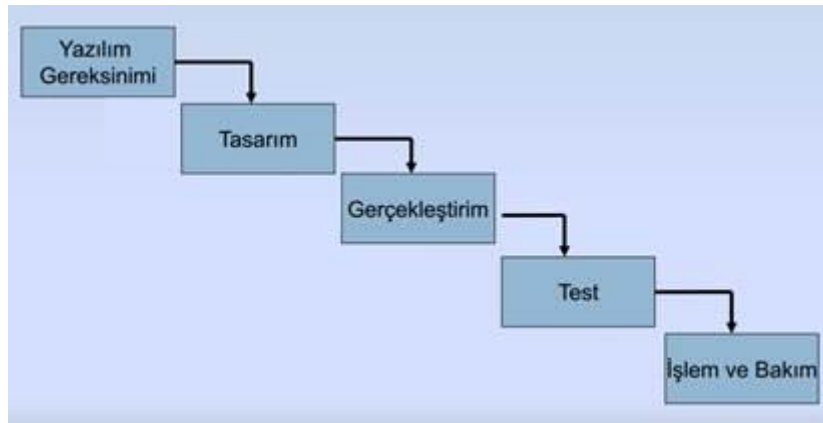 Yazılım
Gereksinimi
Tasarım
Gerçekleştirim
Test
İşlem ve Bakım